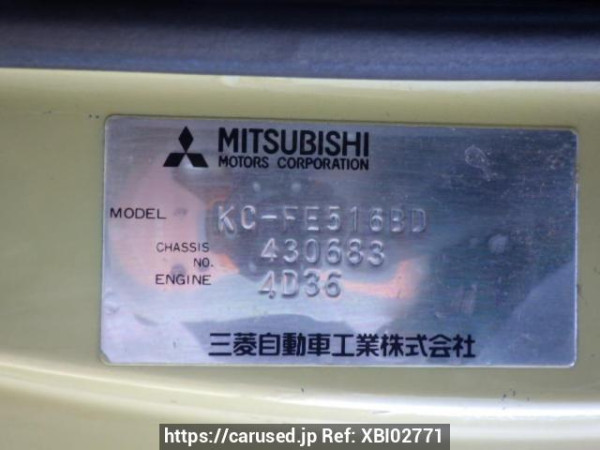 MITSUBISHI
MOTORS CORPORATION
MODEL KC-FE516BD
CHASSIS NO. 430683
ENGINE 4D36
三菱自動車工業株式会社
https://carused.jp Ref: XBI02771